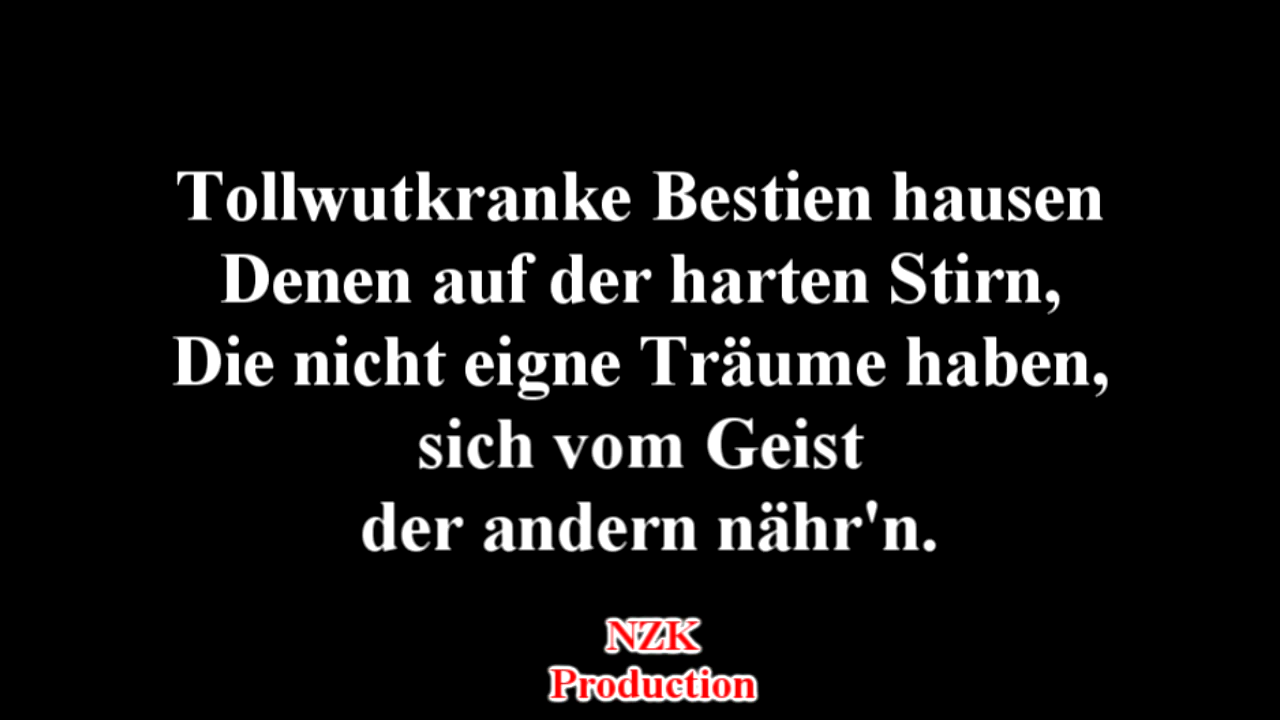 Tollwutkranke Bestien hausen
Denen auf der harten Stirn,
Die nicht eigne Träume haben,
sich vom Geist
der andern nähr'n.
NZK
Production